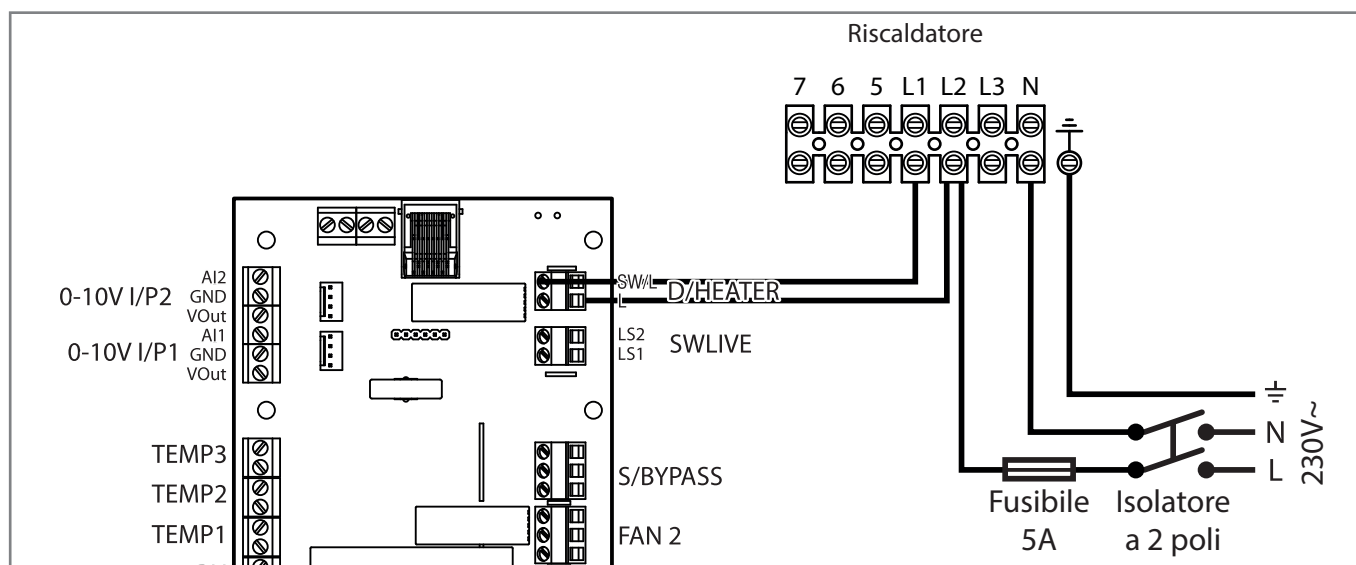 Riscaldatore
7 6 5 L1 L2 L3 N
0-10V I/P2
AI2
GND
VOut
0-10V I/P1
AI1
GND
VOut
SW/L
L
D/HEATER
LS2
LS1
SWLIVE
TEMP3
TEMP2
TEMP1
S/BYPASS
FAN 2
N
L
230V~
Fusibile
5A
Isolatore
a 2 poli